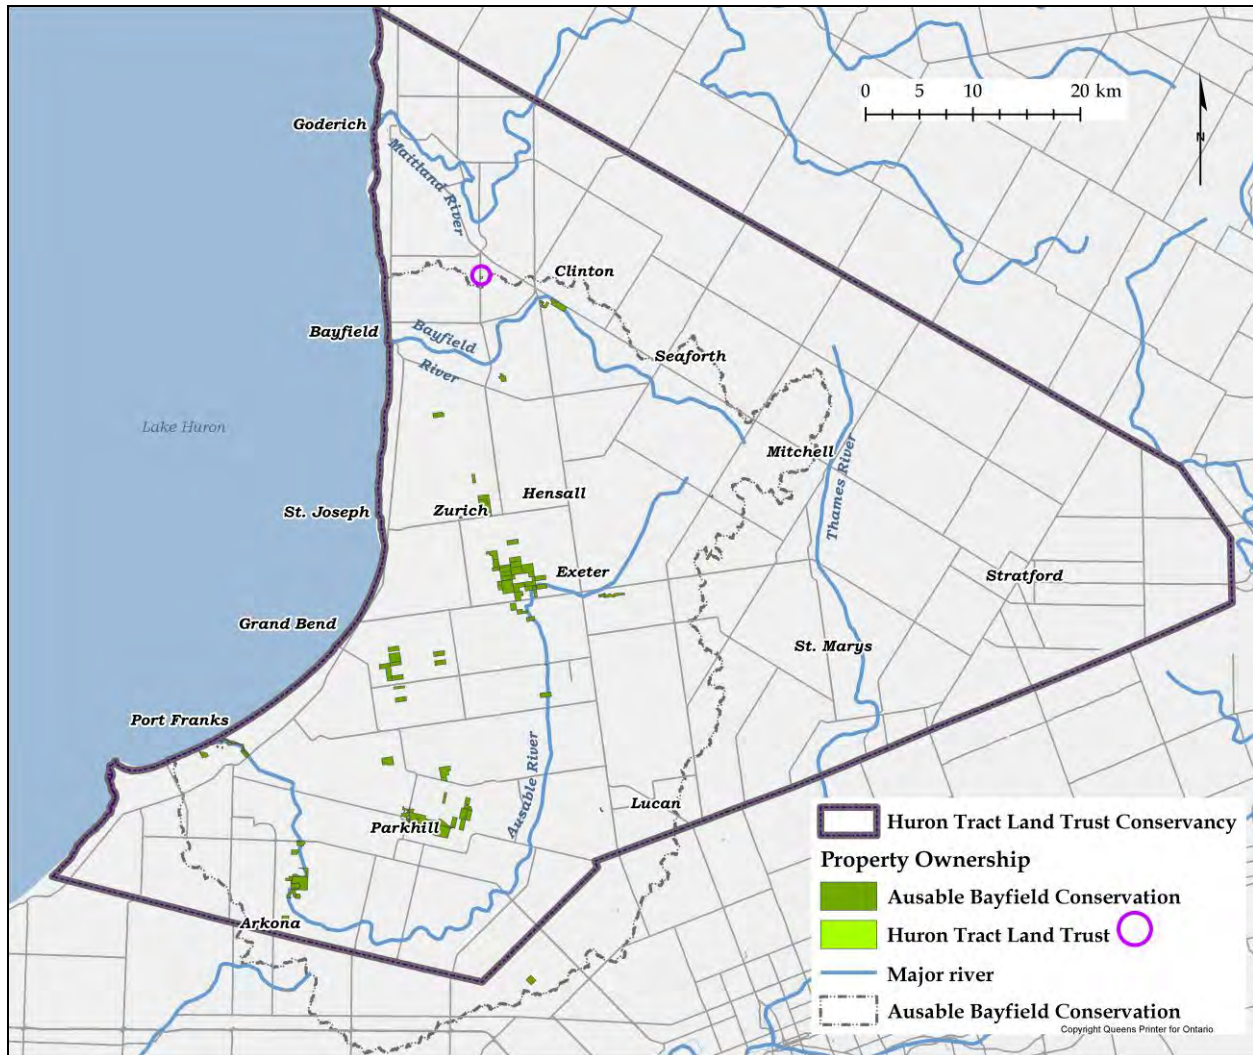 0 5 10 20 km
N
Goderich
Maitland River
Clinton
Bayfield
Bayfield
River
Seaforth
Lake Huron
Mitchell
Thames River
Hensall
Zurich
St. Joseph
Exeter
Stratford
Grand Bend
St. Marys
Port Franks
Ausable River
Lucan
Parkhill
Arkona
Huron Tract Land Trust Conservancy
Property Ownership
Ausable Bayfield Conservation
Huron Tract Land Trust
Major river
Ausable Bayfield Conservation
Copyright Queens Printer for Ontario